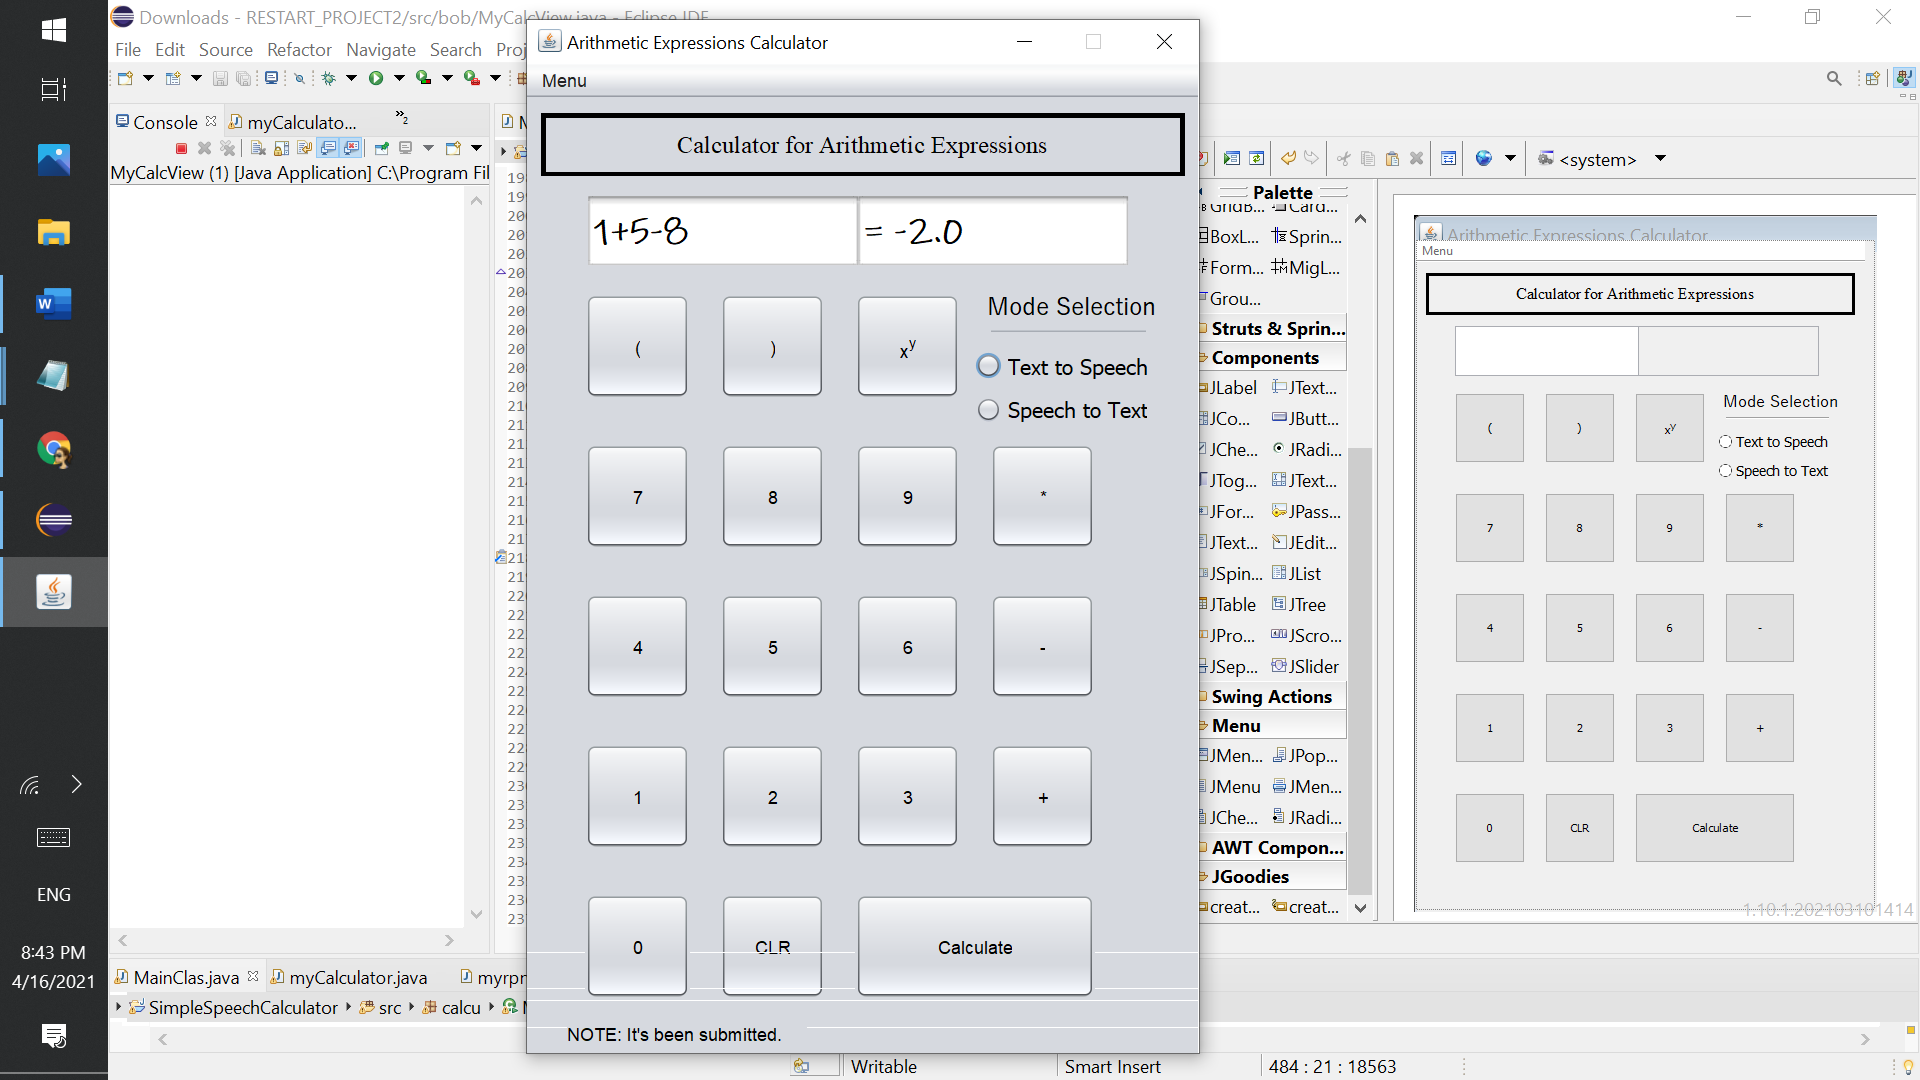 Downloads - RESTART_PROJECT2/src/bob/MyCalcView.java - Eclipse IDE
File Edit Source Refactor Navigate Search
Console
myCalculato...
MyCalcView (1) [Java Application] C:\Program Fil
Arithmetic Expressions Calculator
Menu
Calculator for Arithmetic Expressions
1+5-8 = -2.0
Mode Selection
( ) xʸ
Text to Speech
Speech to Text
7 8 9 *
4 5 6 -
1 2 3 +
0 CLR Calculate
NOTE: It's been submitted.
<system>
Palette
GridB... Card...
BoxL... Sprin...
Form... MigL...
Grou...
Struts & Sprin...
Components
JLabel JText...
JCo... JButt...
JChe... JRadi...
JTog... JText...
JFor... JPass...
JText... JEdit...
JSpin... JList
JTable JTree
JPro... JScro...
JSep... JSlider
Swing Actions
Menu
JMen... JPop...
JMenu JMen...
JChe... JRadi...
AWT Compon...
JGoodies
creat... creat...
Arithmetic Expressions Calculator
Menu
Calculator for Arithmetic Expressions
Mode Selection
( ) xʸ
Text to Speech
Speech to Text
7 8 9 *
4 5 6 -
1 2 3 +
0 CLR Calculate
1.10.1.202103101414
ENG
8:43 PM
4/16/2021
MainClas.java myCalculator.java myrpn
SimpleSpeechCalculator src calcu
Writable Smart Insert 484 : 21 : 18563